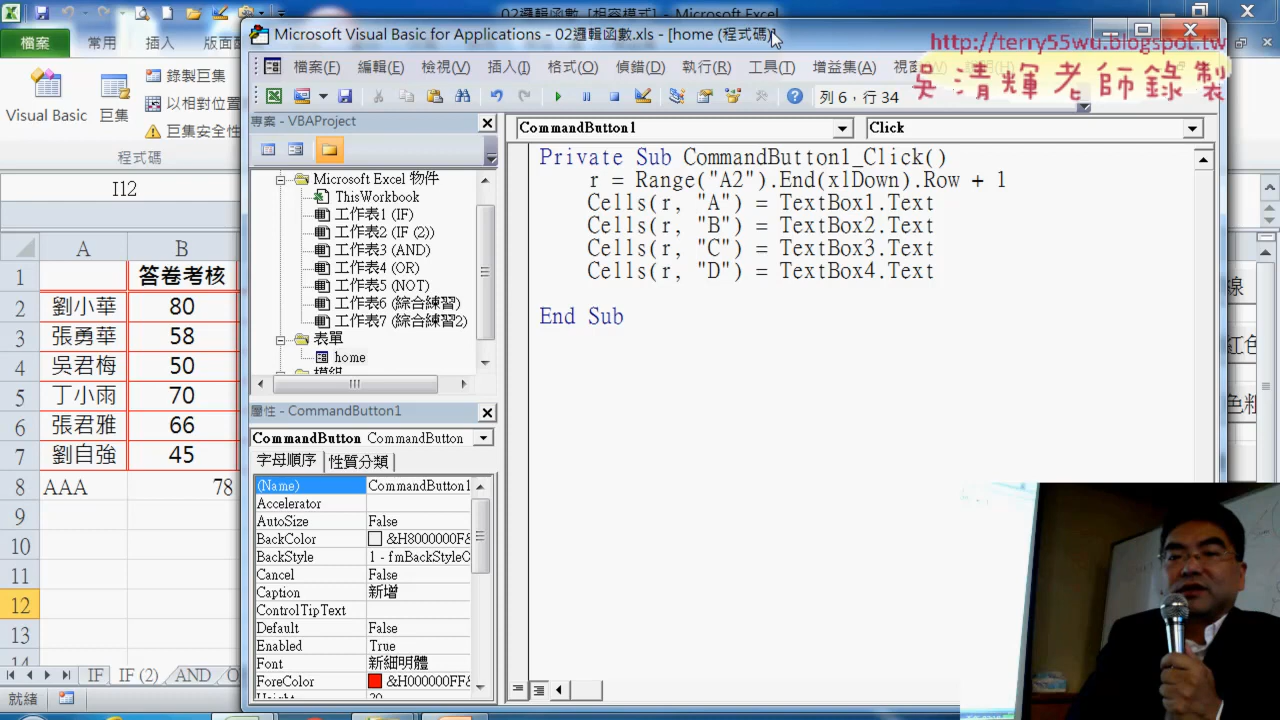 02邏輯函數 [相容模式] - Microsoft Excel
檔案
常用
插入
版面
Visual Basic
巨集
錄製巨集
以相對位置
巨集安全性
程式碼
I12
A
B
1
答卷考核
2
劉小華
80
3
張勇華
58
4
吳君梅
50
5
丁小雨
70
6
張君雅
66
7
劉自強
45
8
AAA
78
9
10
11
12
13
IF
IF (2)
AND
就緒
Microsoft Visual Basic for Applications - 02邏輯函數.xls - [home (程式碼)]
http://terry55wu.blogspot.tw
吳清輝老師錄製
檔案(F)
編輯(E)
檢視(V)
插入(I)
格式(O)
偵錯(D)
執行(R)
工具(T)
增益集(A)
列 6，行 34
專案 - VBAProject
Microsoft Excel 物件
ThisWorkbook
工作表1 (IF)
工作表2 (IF (2))
工作表3 (AND)
工作表4 (OR)
工作表5 (NOT)
工作表6 (綜合練習)
工作表7 (綜合練習2)
表單
home
屬性 - CommandButton1
CommandButton1 CommandButton
字母順序
性質分類
(Name)
CommandButton1
Accelerator
AutoSize
False
BackColor
&H8000000F&
BackStyle
1 - fmBackStyleO
Cancel
False
Caption
新增
ControlTipText
Default
False
Enabled
True
Font
新細明體
ForeColor
&H000000FF&
CommandButton1
Click
Private Sub CommandButton1_Click()
r = Range("A2").End(xlDown).Row + 1
Cells(r, "A") = TextBox1.Text
Cells(r, "B") = TextBox2.Text
Cells(r, "C") = TextBox3.Text
Cells(r, "D") = TextBox4.Text
End Sub